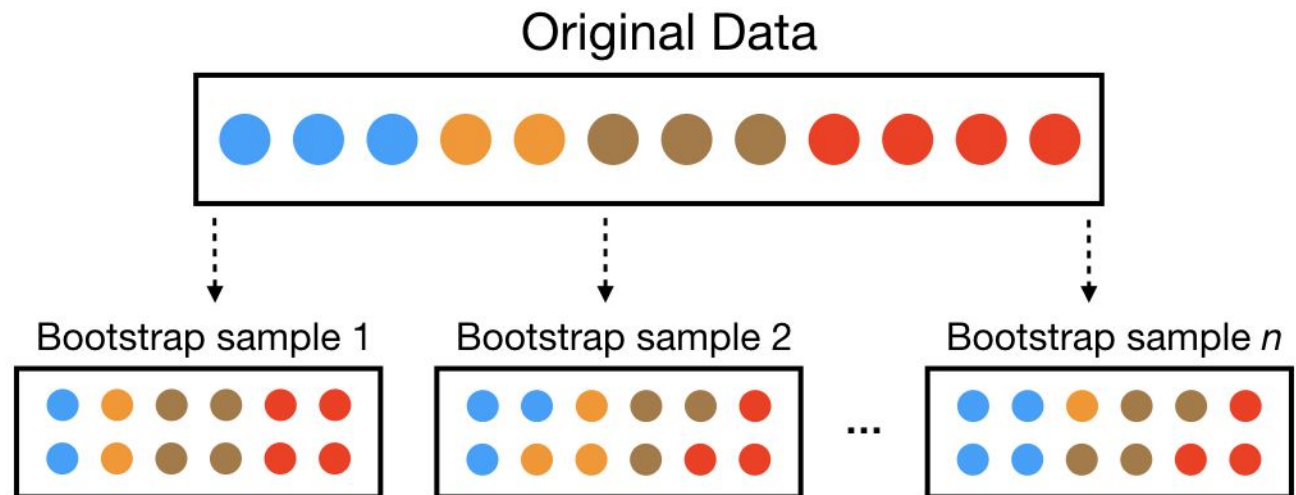 Original Data
Bootstrap sample 1
Bootstrap sample 2
Bootstrap sample n
...